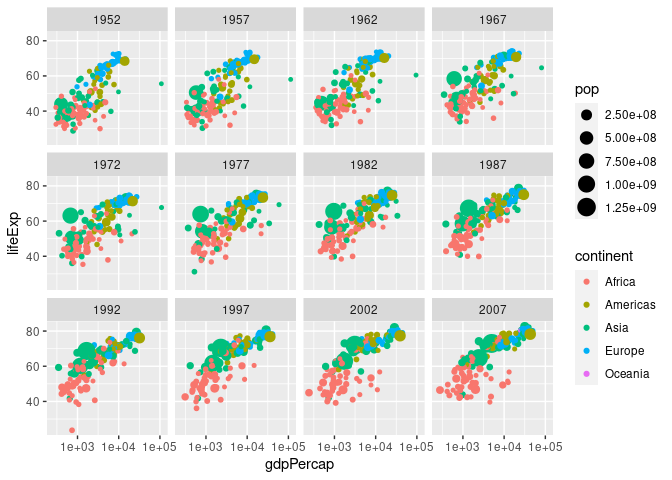 1952 1957 1962 1967
80
60
40
1972 1977 1982 1987
80
60
40
1992 1997 2002 2007
80
60
40
1e+03 1e+04 1e+05 1e+03 1e+04 1e+05 1e+03 1e+04 1e+05 1e+03 1e+04 1e+05
gdpPercap
lifeExp
pop
2.50e+08
5.00e+08
7.50e+08
1.00e+09
1.25e+09
continent
Africa
Americas
Asia
Europe
Oceania